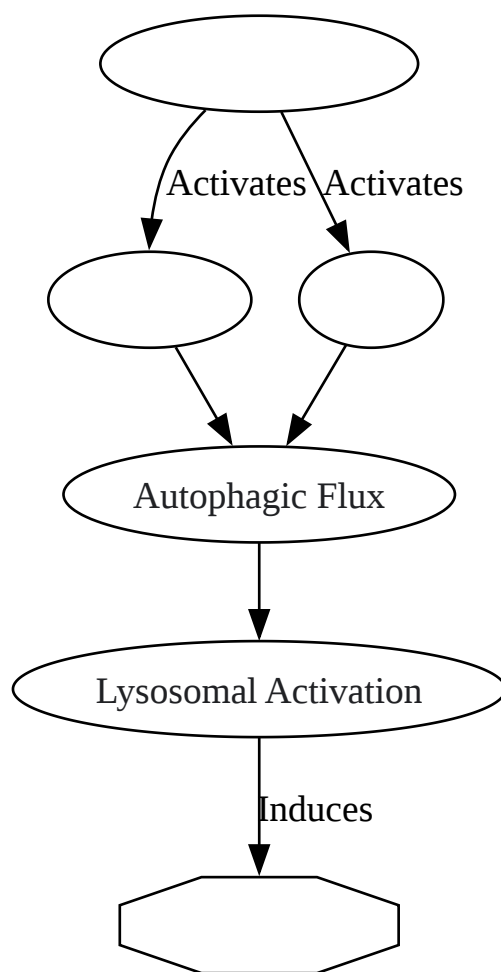 Activates
Activates
Autophagic Flux
Lysosomal Activation
Induces